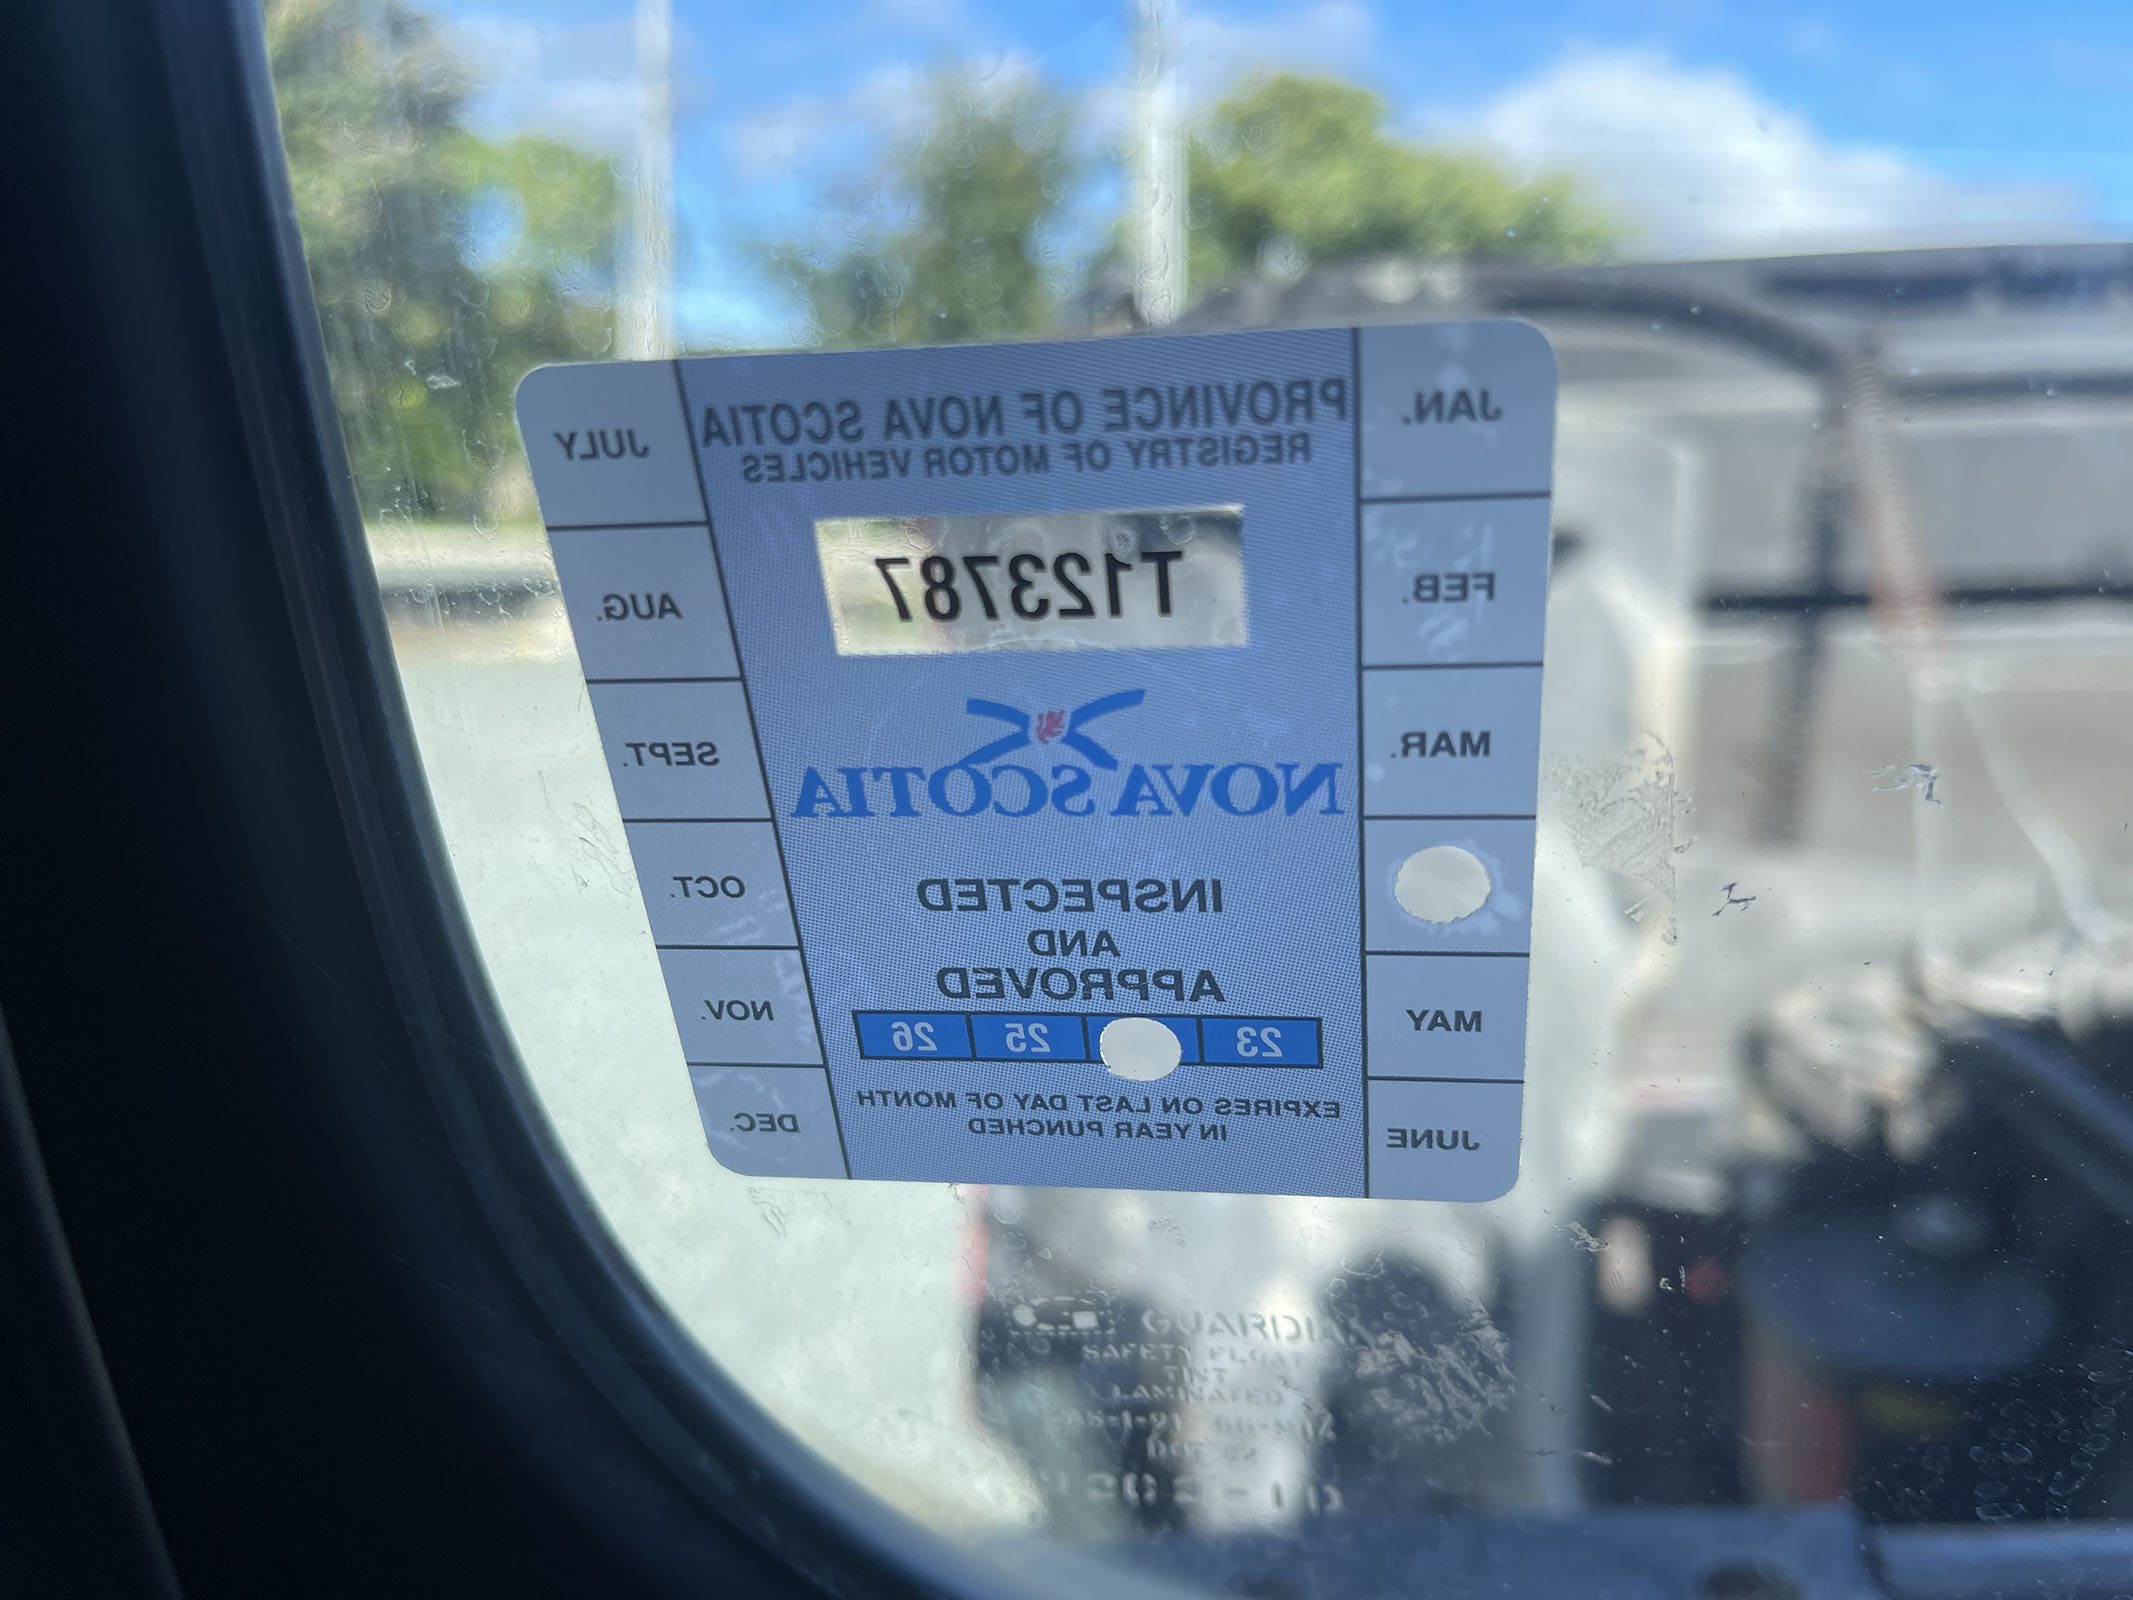 PROVINCE OF NOVA SCOTIA
REGISTRY OF MOTOR VEHICLES
T123787
NOVA SCOTIA
INSPECTED
AND
APPROVED
23 25 26
EXPIRES ON LAST DAY OF MONTH
IN YEAR PUNCHED
JAN.
FEB.
MAR.
MAY
JUNE
JULY
AUG.
SEPT.
OCT.
NOV.
DEC.
GUARDIAN
SAFETY FLOAT
TINT
LAMINATED